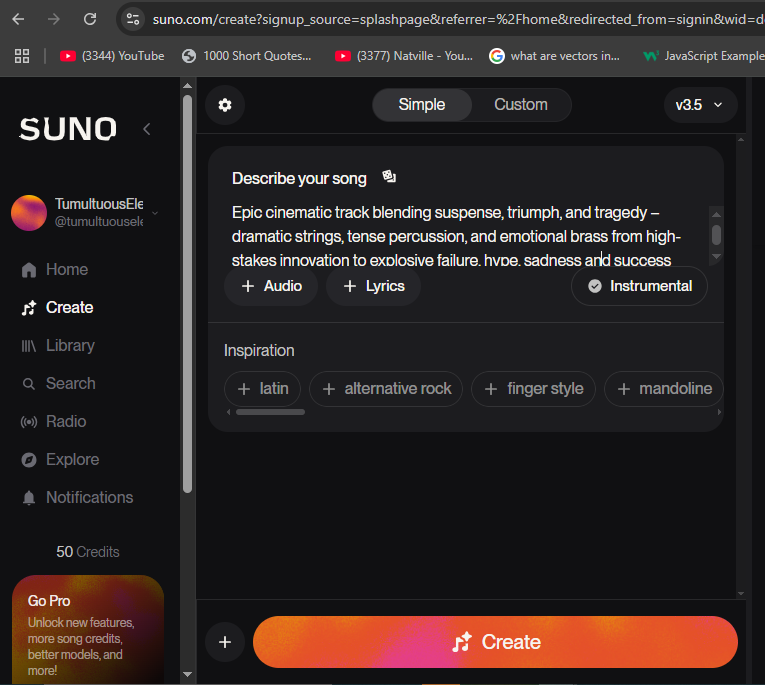 suno.com/create?signup_source=splashpage&referrer=%2Fhome&redirected_from=signin&wid=d
(3344) YouTube
1000 Short Quotes...
(3377) Natville - You...
what are vectors in...
JavaScript Example
SUNO
Simple
Custom
v3.5
TumultuousEle
@tumultuousele
Home
Create
Library
Search
Radio
Explore
Notifications
50 Credits
Go Pro
Unlock new features,
more song credits,
better models, and
more!
Describe your song
Epic cinematic track blending suspense, triumph, and tragedy –
dramatic strings, tense percussion, and emotional brass from high-
stakes innovation to explosive failure. hype, sadness and success
+ Audio
+ Lyrics
Instrumental
Inspiration
+ latin
+ alternative rock
+ finger style
+ mandoline
+
Create